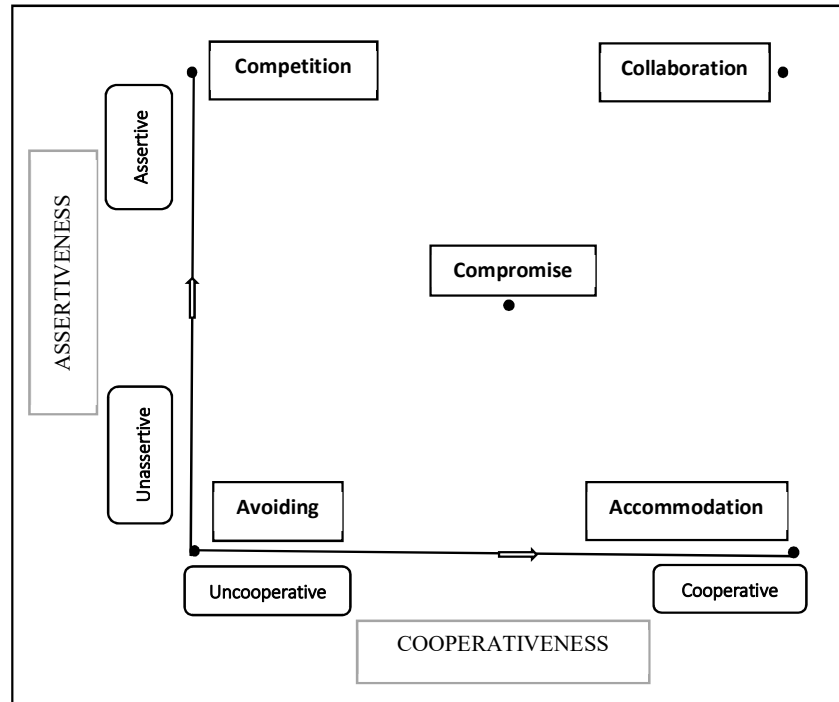 Competition
Collaboration
Assertive
ASSERTIVENESS
Compromise
Unassertive
Avoiding
Accommodation
Uncooperative
Cooperative
COOPERATIVENESS